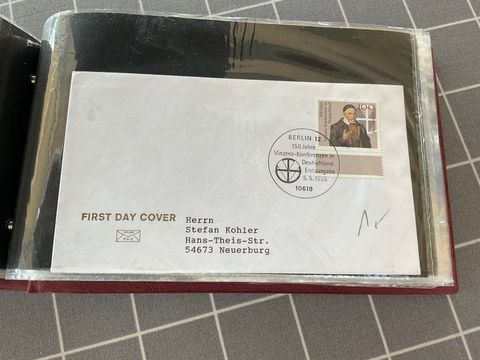 100
BERLIN 12
150 Jahre
Vinzenz-Konferenzen in
Deutschland
Erstausgabe
10619
FIRST DAY COVER
Herrn
Stefan Kohler
Hans-Theis-Str.
54673 Neuerburg